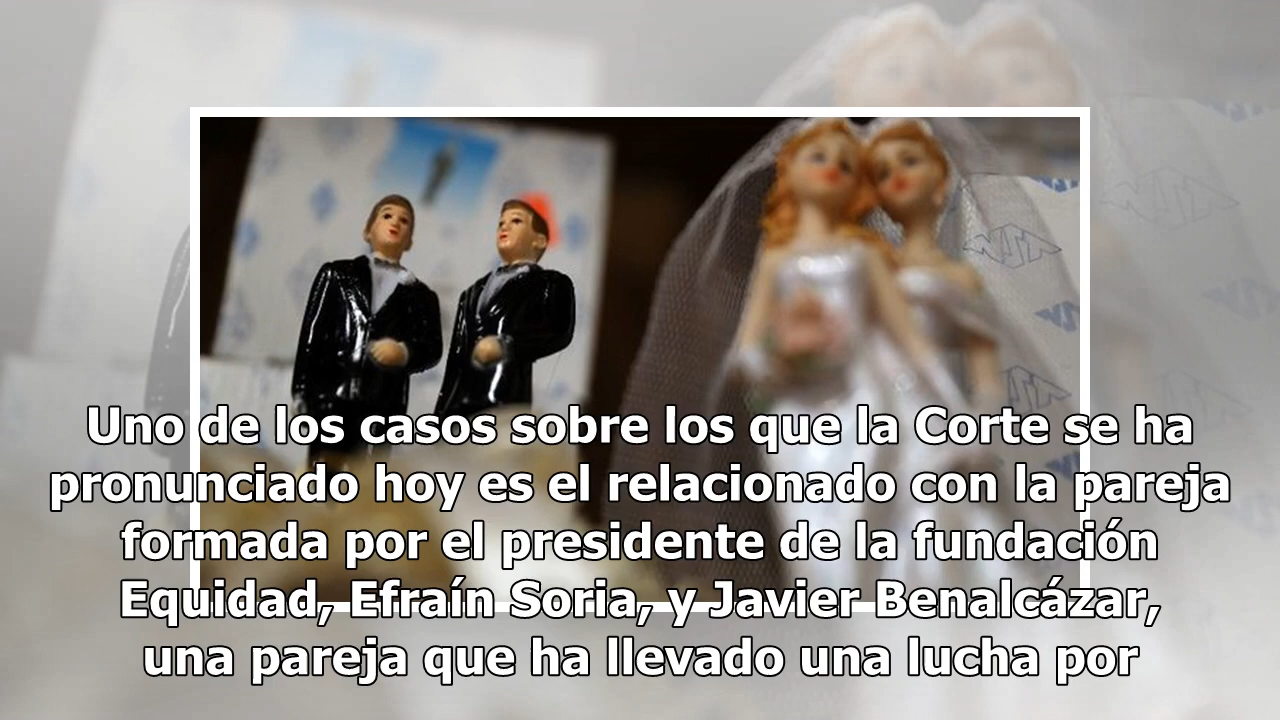 Uno de los casos sobre los que la Corte se ha
pronunciado hoy es el relacionado con la pareja
formada por el presidente de la fundación
Equidad, Efraín Soria, y Javier Benalcázar,
una pareja que ha llevado una lucha por